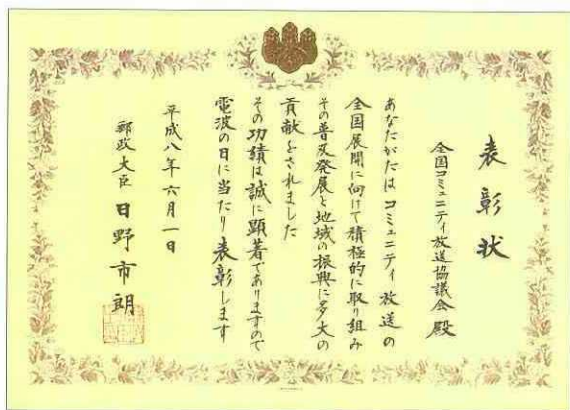 表彰状
全国コミュニティ放送協議会 殿
あなたがたはコミュニティ放送の
全国展開に向けて積極的に取り組み
その普及発展と地域の振興に多大の
貢献をされました
その功績は誠に顕著でありますので
電波の日に当たり表彰します
平成八年六月一日
郵政大臣 日野市朗